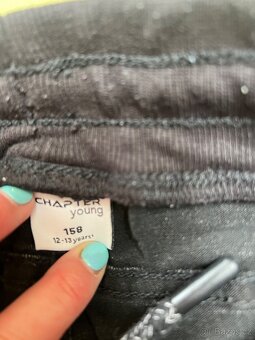 CHAPTER
young
158
12-13 years